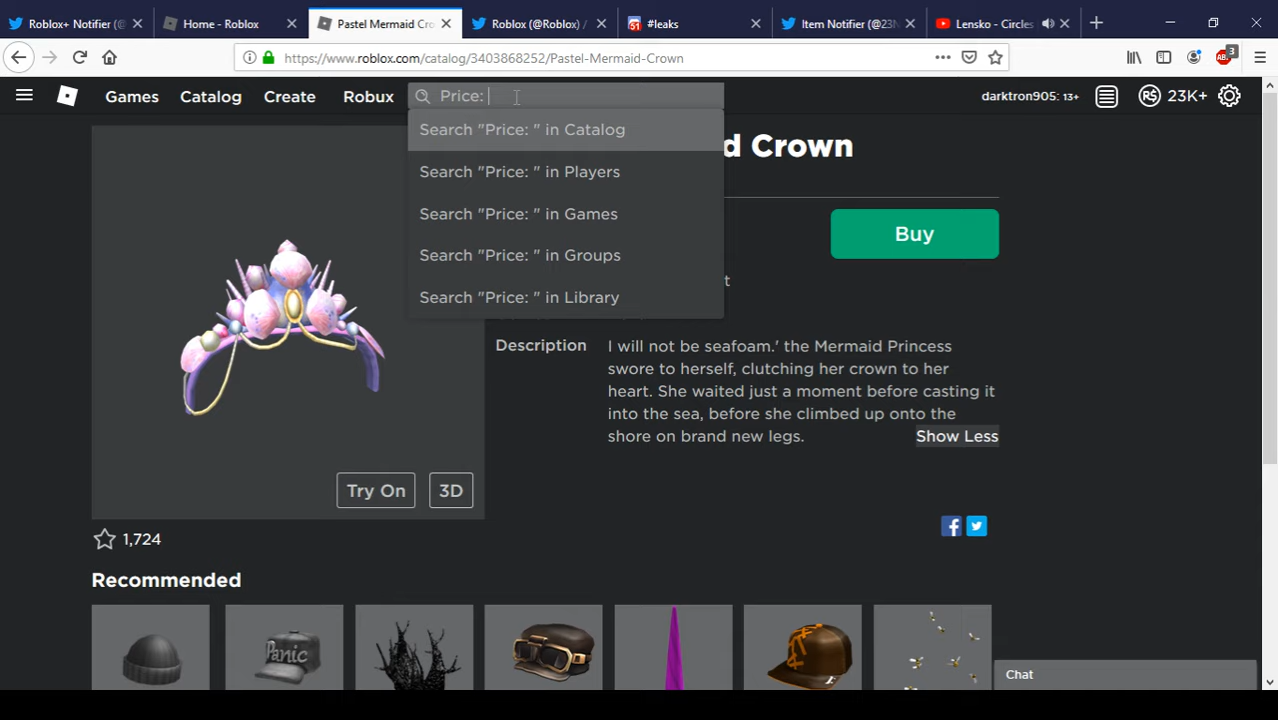 Roblox+ Notifier (@
Home - Roblox
Pastel Mermaid Cro
Roblox (@Roblox) /
#leaks
Item Notifier (@23N
Lensko - Circles
https://www.roblox.com/catalog/3403868252/Pastel-Mermaid-Crown
3
Games
Catalog
Create
Robux
Price:
darktron905: 13+
R$ 23K+
Search "Price: " in Catalog
Search "Price: " in Players
Search "Price: " in Games
Search "Price: " in Groups
Search "Price: " in Library
d Crown
Buy
t
Description
I will not be seafoam.' the Mermaid Princess
swore to herself, clutching her crown to her
heart. She waited just a moment before casting it
into the sea, before she climbed up onto the
shore on brand new legs.
Show Less
Try On
3D
1,724
Recommended
Panic
Chat